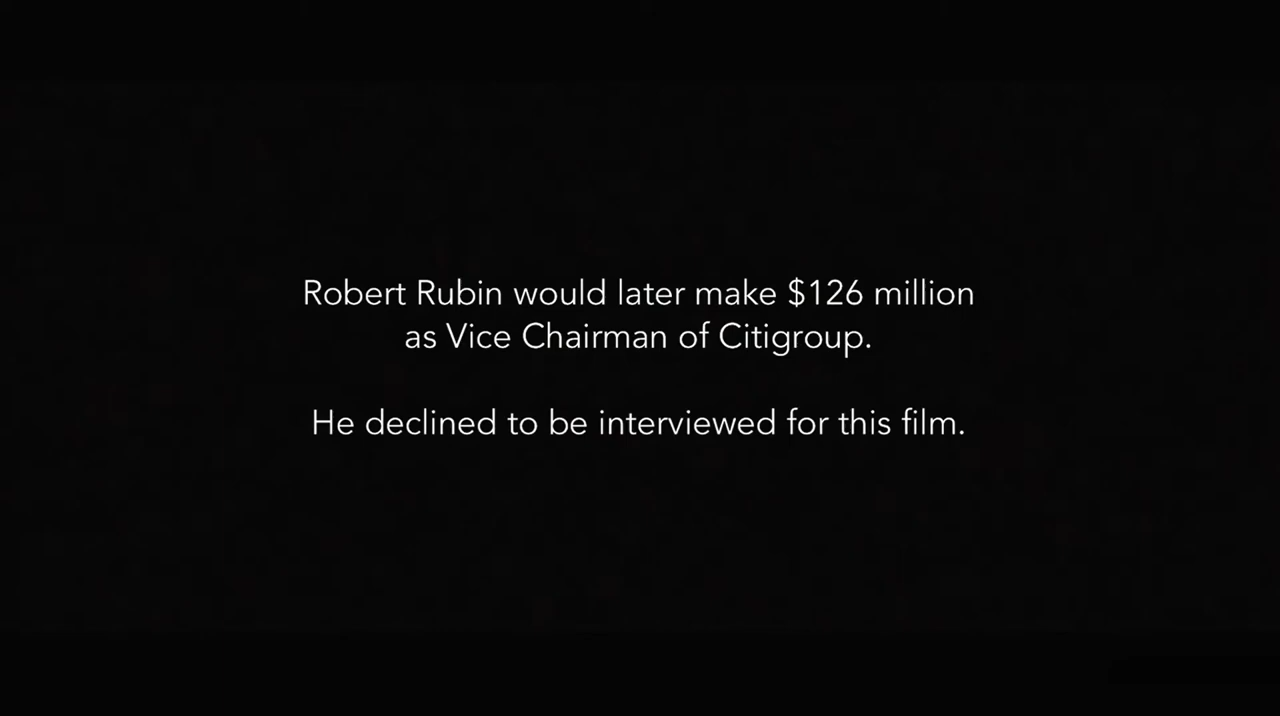 Robert Rubin would later make $126 million
as Vice Chairman of Citigroup.
He declined to be interviewed for this film.